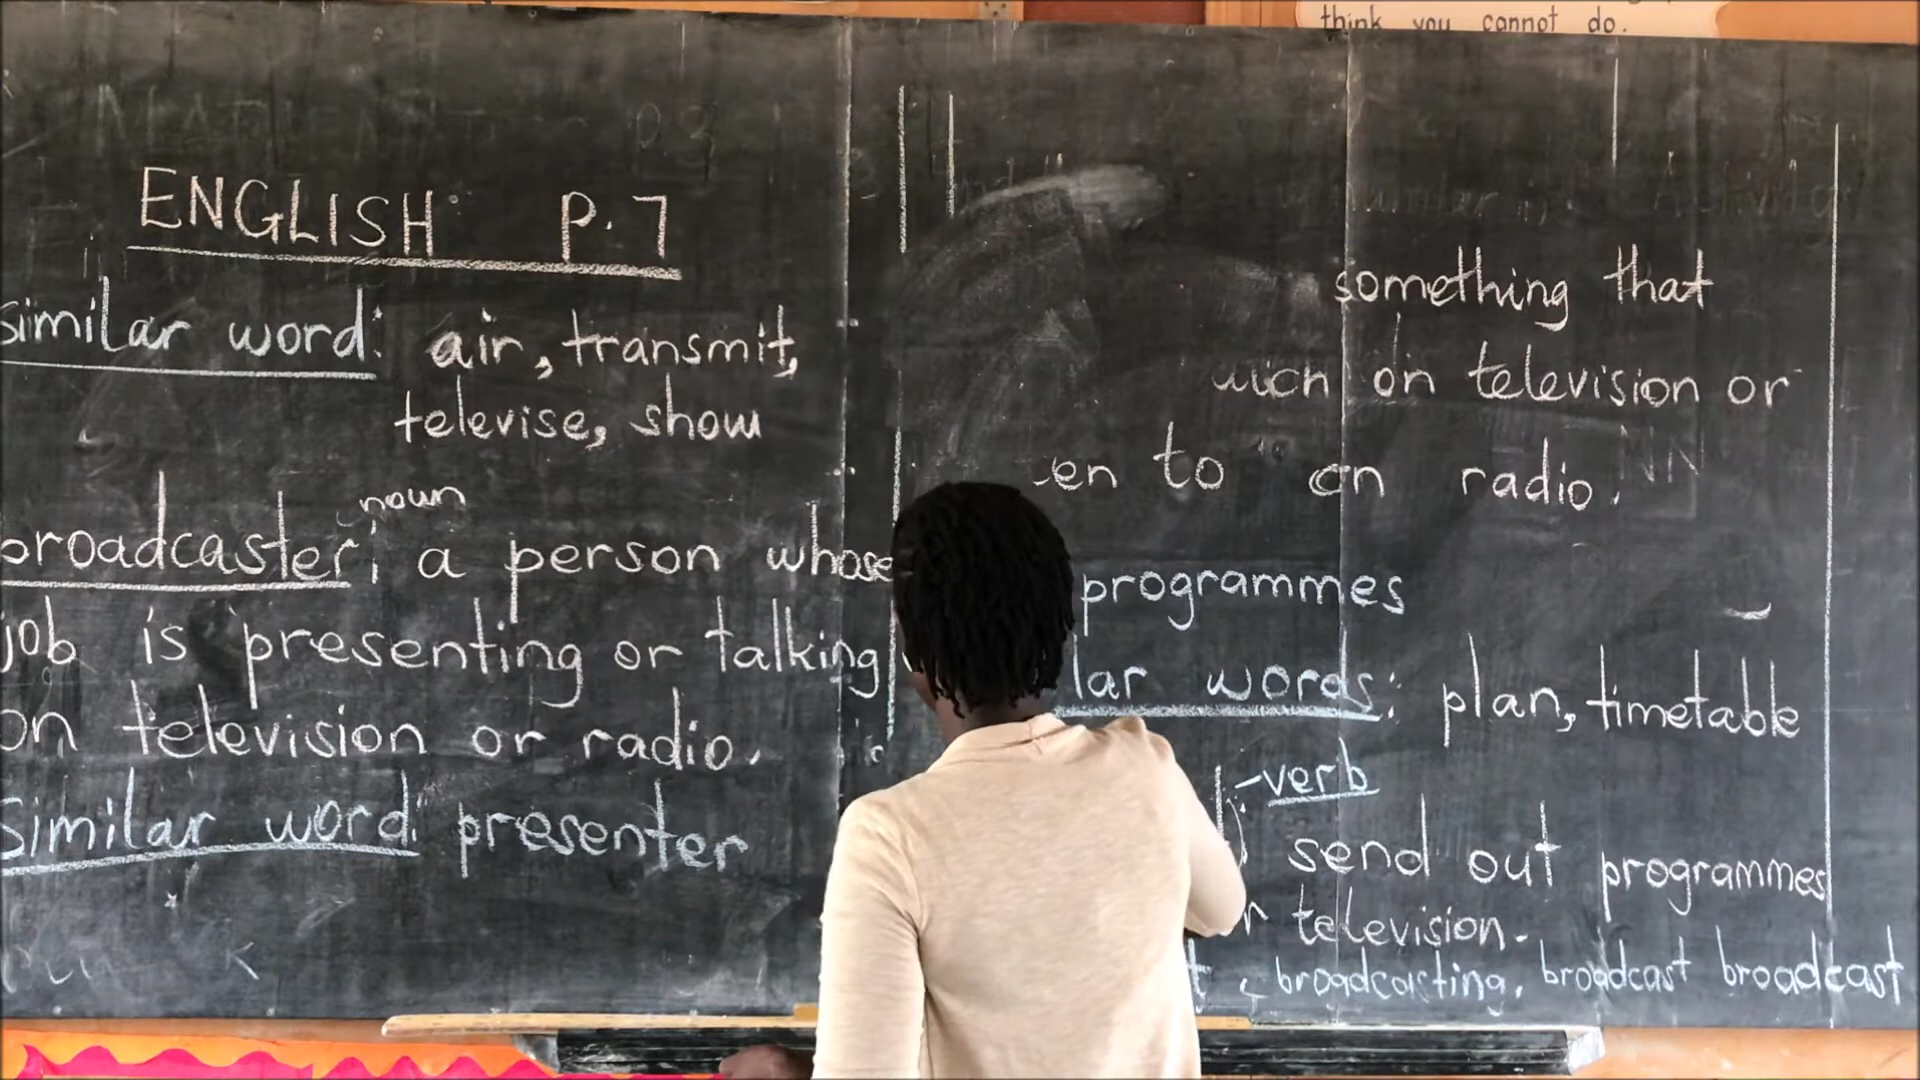 think you cannot do.
ENGLISH P.7
similar word: air, transmit,
televise, show
noun
broadcaster: a person whose
job is presenting or talking
on television or radio.
similar word: presenter
something that
on television or
en to on radio.
programmes
lar words: plan, timetable
verb
send out programmes
television.
broadcasting, broadcast broadcast